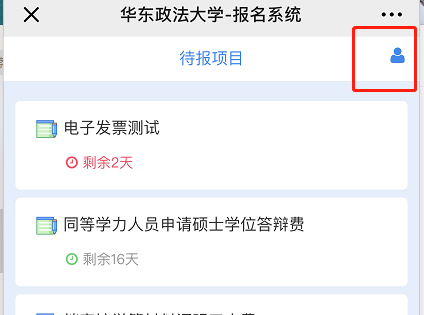 华东政法大学-报名系统
待报项目
电子发票测试
剩余2天
同等学力人员申请硕士学位答辩费
剩余16天